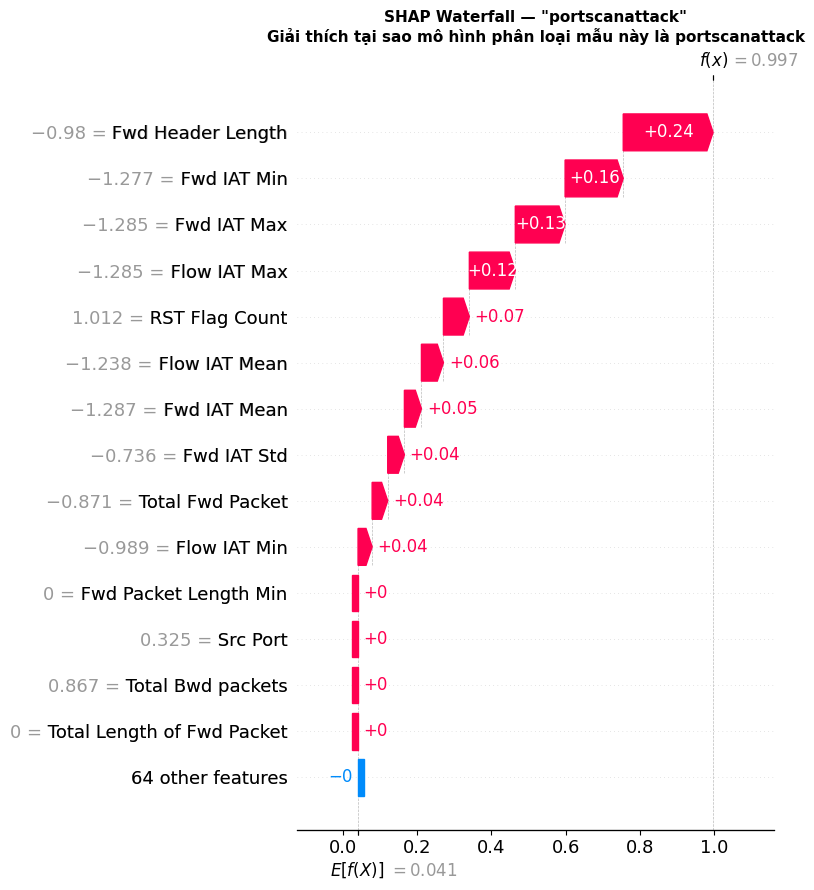 SHAP Waterfall — "portscanattack"
Giải thích tại sao mô hình phân loại mẫu này là portscanattack
f(x) = 0.997
−0.98 = Fwd Header Length +0.24
−1.277 = Fwd IAT Min +0.16
−1.285 = Fwd IAT Max +0.13
−1.285 = Flow IAT Max +0.12
1.012 = RST Flag Count +0.07
−1.238 = Flow IAT Mean +0.06
−1.287 = Fwd IAT Mean +0.05
−0.736 = Fwd IAT Std +0.04
−0.871 = Total Fwd Packet +0.04
−0.989 = Flow IAT Min +0.04
0 = Fwd Packet Length Min +0
0.325 = Src Port +0
0.867 = Total Bwd packets +0
0 = Total Length of Fwd Packet +0
64 other features −0
0.0 0.2 0.4 0.6 0.8 1.0
E[f(X)] = 0.041